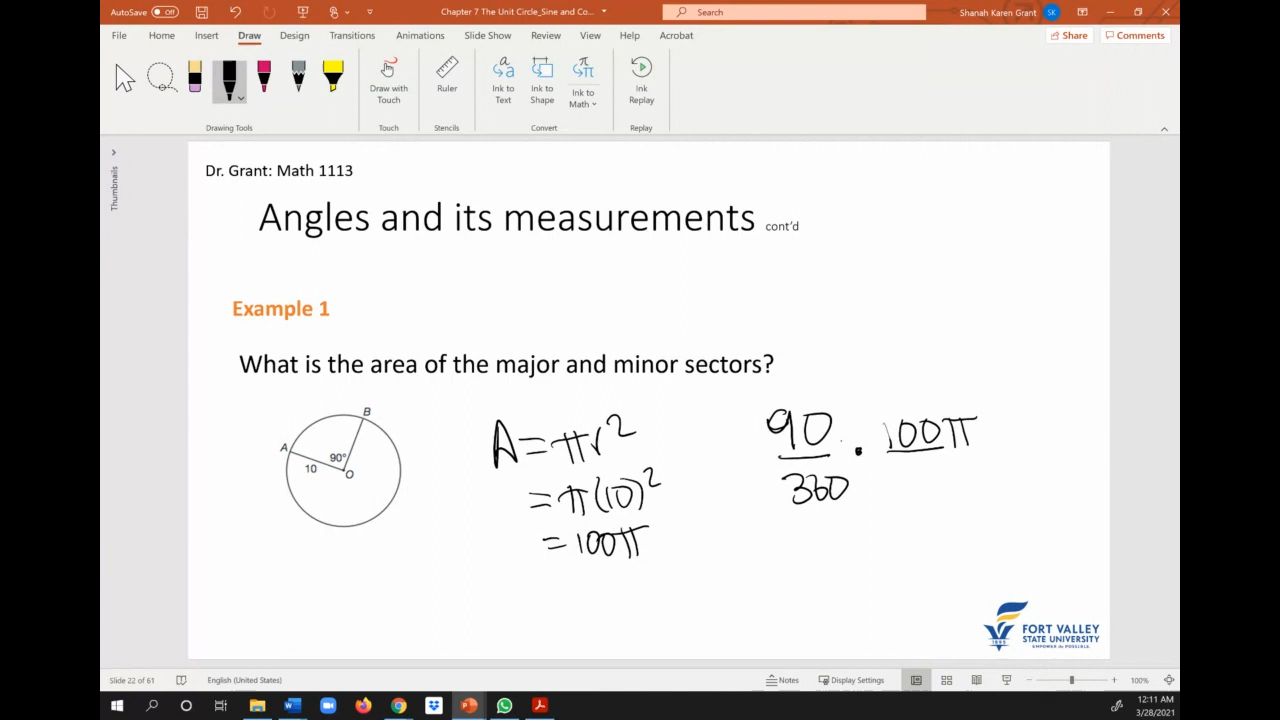 AutoSave Off Chapter 7 The Unit Circle_Sine and Co... Search Shanah Karen Grant SK
File Home Insert Draw Design Transitions Animations Slide Show Review View Help Acrobat Share Comments
Draw with Touch Ruler Ink to Text Ink to Shape Ink to Math Ink Replay
Drawing Tools Touch Stencils Convert Replay
Thumbnails
Dr. Grant: Math 1113
Angles and its measurements cont'd
Example 1
What is the area of the major and minor sectors?
B
A
90°
10
O
A = πr²
= π(10)²
= 100π
90/360 · 100π
FORT VALLEY
STATE UNIVERSITY
EMPOWER the POSSIBLE
1895
Slide 22 of 61 English (United States) Notes Display Settings 100%
12:11 AM
3/28/2021